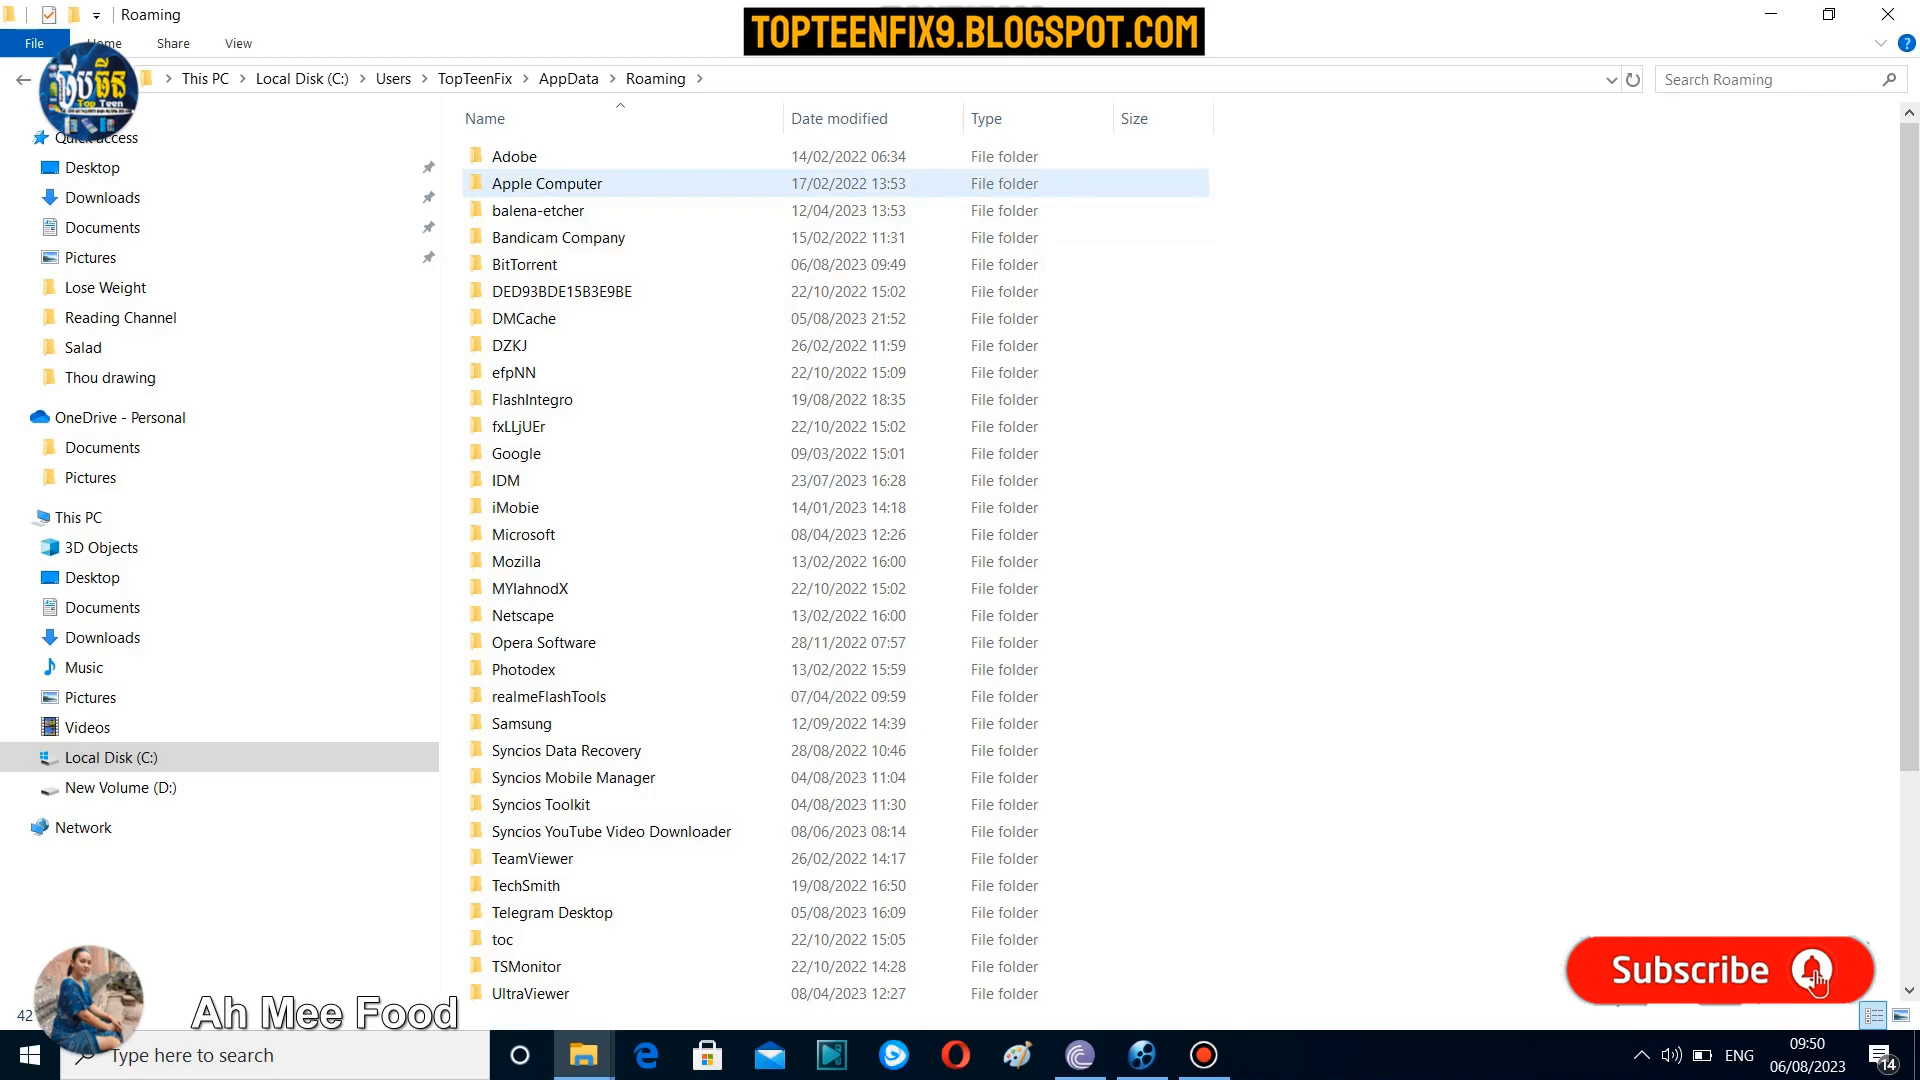 Roaming
TOPTEENFIX9.BLOGSPOT.COM
File Home Share View
This PC > Local Disk (C:) > Users > TopTeenFix > AppData > Roaming >
Search Roaming
ថីបធីន
Top Teen
Name Date modified Type Size
Quick access
Desktop
Downloads
Documents
Pictures
Lose Weight
Reading Channel
Salad
Thou drawing
OneDrive - Personal
Documents
Pictures
This PC
3D Objects
Desktop
Documents
Downloads
Music
Pictures
Videos
Local Disk (C:)
New Volume (D:)
Network
Adobe 14/02/2022 06:34 File folder
Apple Computer 17/02/2022 13:53 File folder
balena-etcher 12/04/2023 13:53 File folder
Bandicam Company 15/02/2022 11:31 File folder
BitTorrent 06/08/2023 09:49 File folder
DED93BDE15B3E9BE 22/10/2022 15:02 File folder
DMCache 05/08/2023 21:52 File folder
DZKJ 26/02/2022 11:59 File folder
efpNN 22/10/2022 15:09 File folder
FlashIntegro 19/08/2022 18:35 File folder
fxLLjUEr 22/10/2022 15:02 File folder
Google 09/03/2022 15:01 File folder
IDM 23/07/2023 16:28 File folder
iMobie 14/01/2023 14:18 File folder
Microsoft 08/04/2023 12:26 File folder
Mozilla 13/02/2022 16:00 File folder
MYIahnodX 22/10/2022 15:02 File folder
Netscape 13/02/2022 16:00 File folder
Opera Software 28/11/2022 07:57 File folder
Photodex 13/02/2022 15:59 File folder
realmeFlashTools 07/04/2022 09:59 File folder
Samsung 12/09/2022 14:39 File folder
Syncios Data Recovery 28/08/2022 10:46 File folder
Syncios Mobile Manager 04/08/2023 11:04 File folder
Syncios Toolkit 04/08/2023 11:30 File folder
Syncios YouTube Video Downloader 08/06/2023 08:14 File folder
TeamViewer 26/02/2022 14:17 File folder
TechSmith 19/08/2022 16:50 File folder
Telegram Desktop 05/08/2023 16:09 File folder
toc 22/10/2022 15:05 File folder
TSMonitor 22/10/2022 14:28 File folder
UltraViewer 08/04/2023 12:27 File folder
Subscribe
42
Ah Mee Food
Type here to search
ENG
09:50
06/08/2023
14